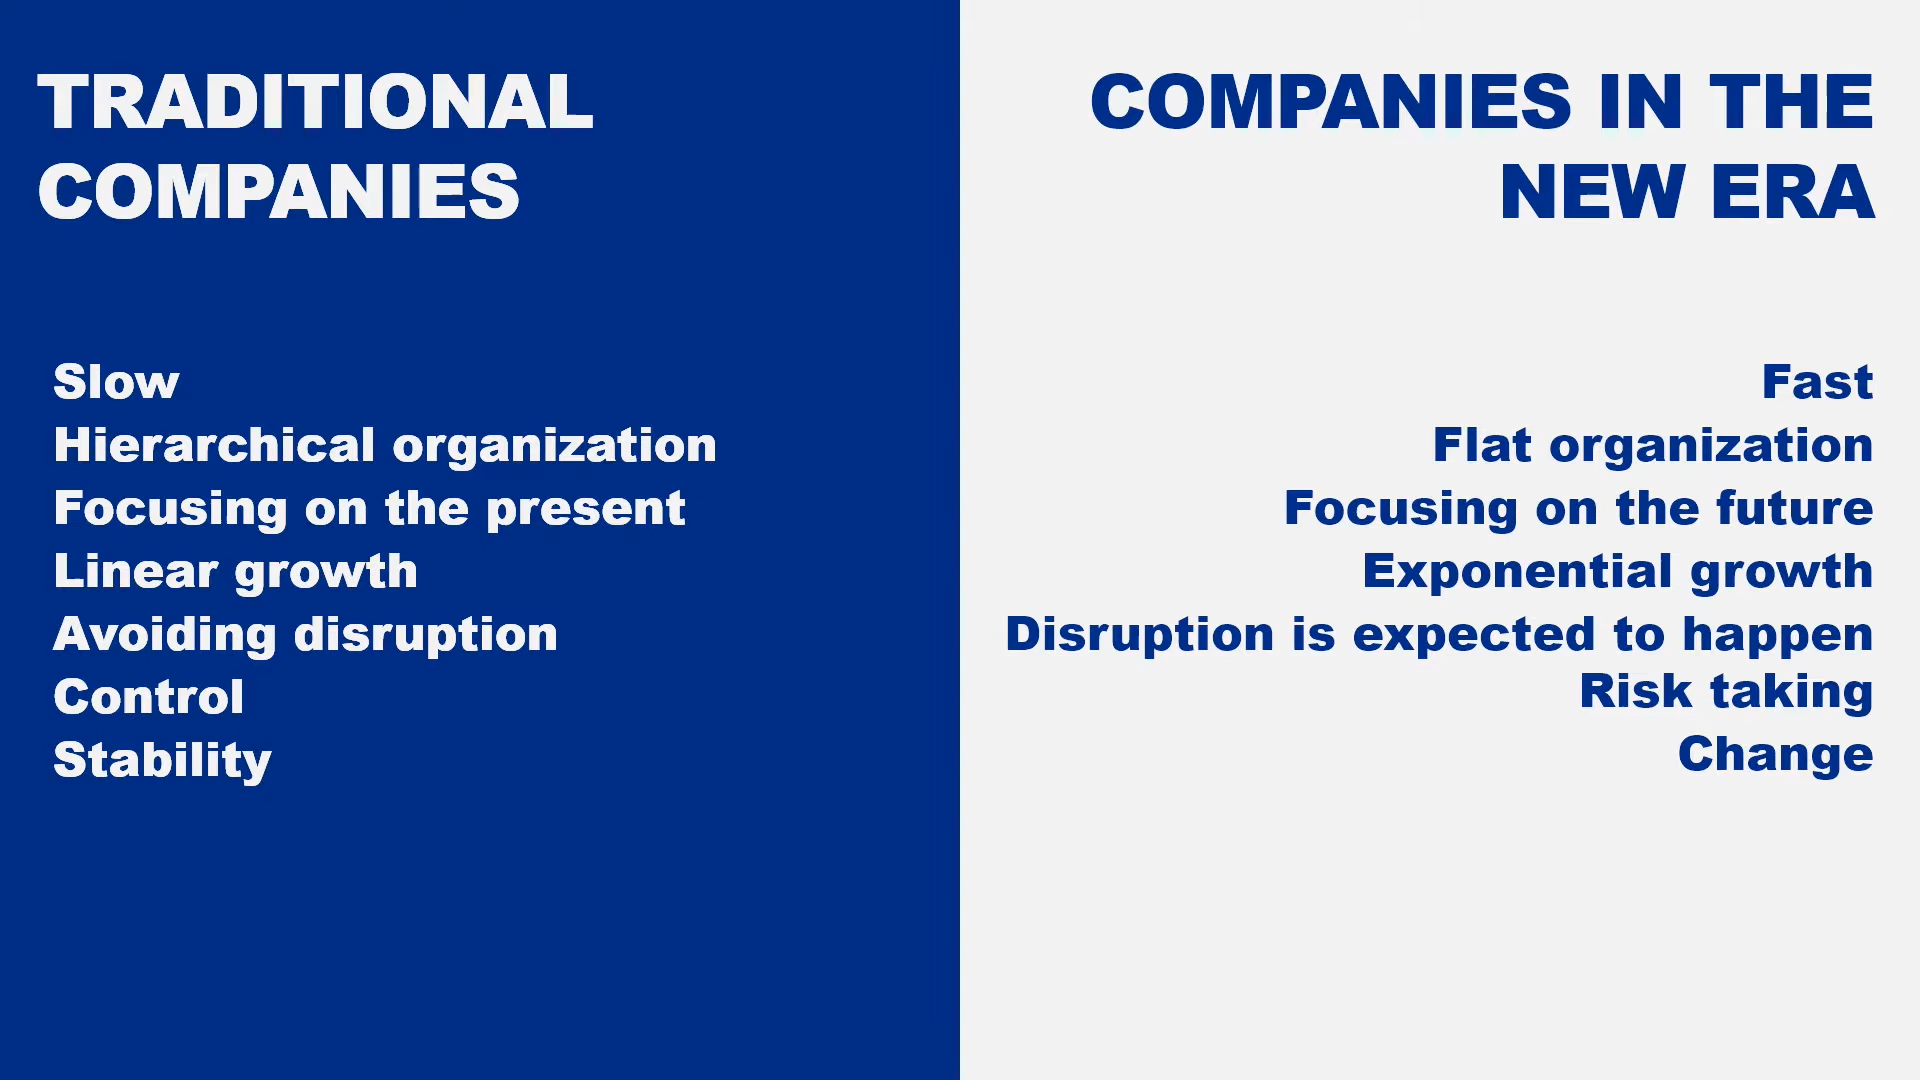 TRADITIONAL
COMPANIES
Slow
Hierarchical organization
Focusing on the present
Linear growth
Avoiding disruption
Control
Stability
COMPANIES IN THE
NEW ERA
Fast
Flat organization
Focusing on the future
Exponential growth
Disruption is expected to happen
Risk taking
Change